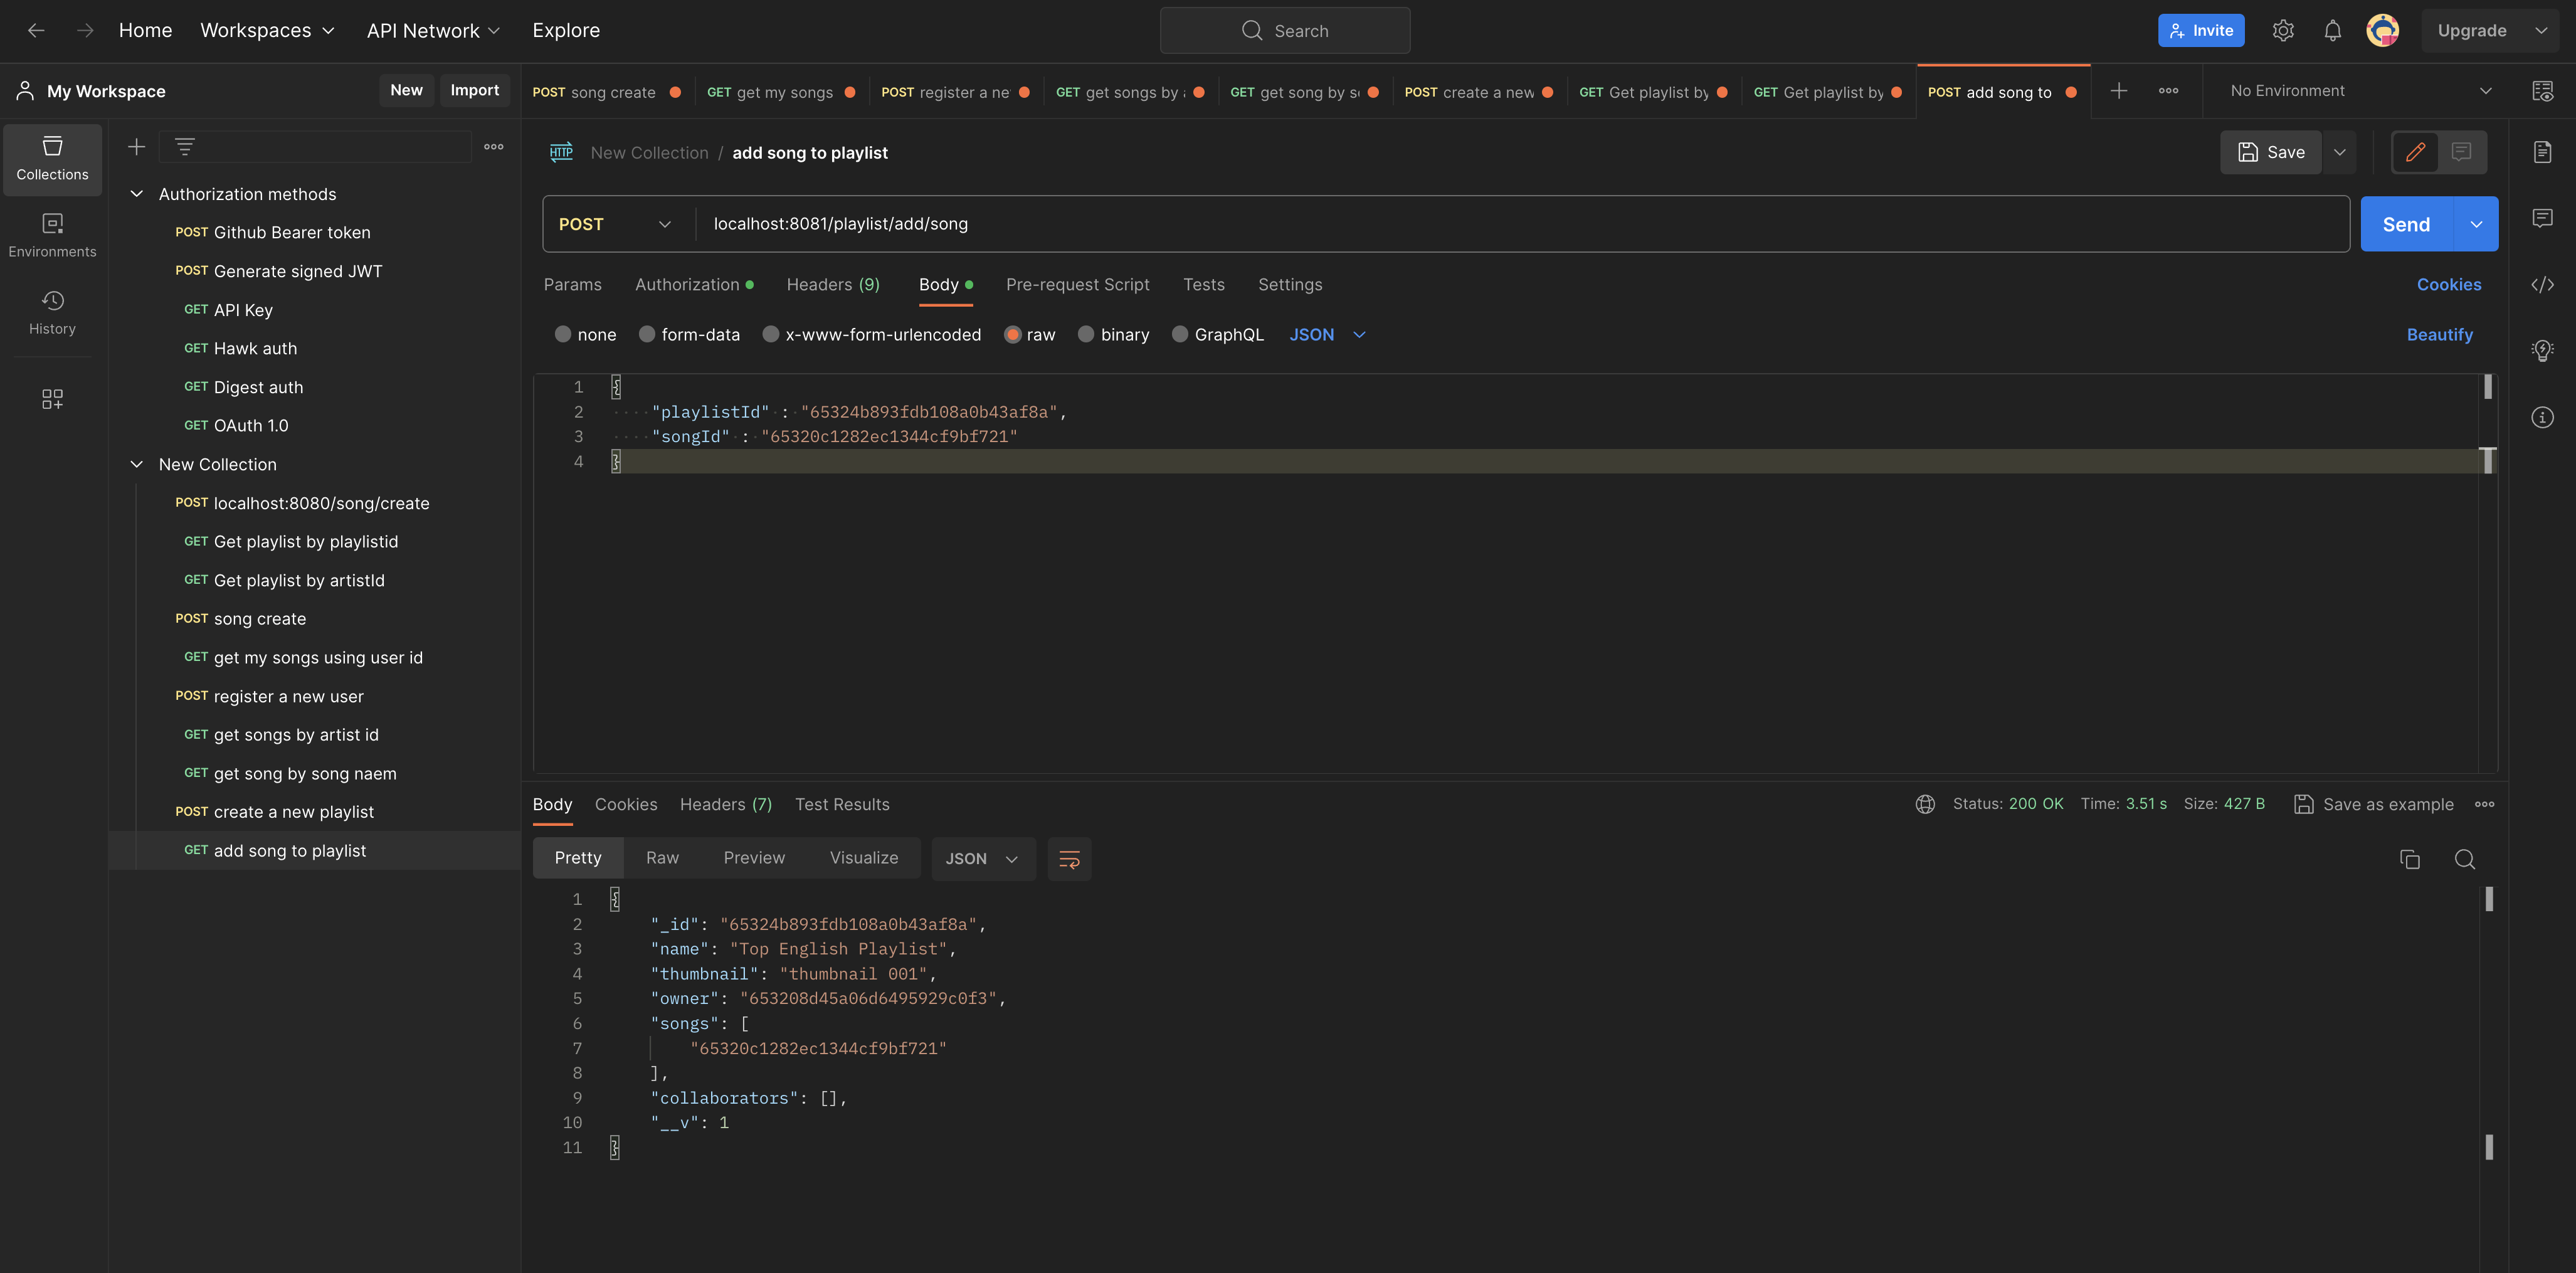 Home Workspaces API Network Explore Search Invite Upgrade
My Workspace New Import
POST song create GET get my songs POST register a ne GET get songs by GET get song by s POST create a new GET Get playlist by GET Get playlist by POST add song to No Environment
Collections
Environments
History
Authorization methods
POST Github Bearer token
POST Generate signed JWT
GET API Key
GET Hawk auth
GET Digest auth
GET OAuth 1.0
New Collection
POST localhost:8080/song/create
GET Get playlist by playlistid
GET Get playlist by artistId
POST song create
GET get my songs using user id
POST register a new user
GET get songs by artist id
GET get song by song naem
POST create a new playlist
GET add song to playlist
HTTP New Collection / add song to playlist Save
POST localhost:8081/playlist/add/song Send
Params Authorization Headers (9) Body Pre-request Script Tests Settings Cookies
none form-data x-www-form-urlencoded raw binary GraphQL JSON Beautify
1 {
2 "playlistId" : "65324b893fdb108a0b43af8a",
3 "songId" : "65320c1282ec1344cf9bf721"
4 }
Body Cookies Headers (7) Test Results Status: 200 OK Time: 3.51 s Size: 427 B Save as example
Pretty Raw Preview Visualize JSON
1 {
2 "_id": "65324b893fdb108a0b43af8a",
3 "name": "Top English Playlist",
4 "thumbnail": "thumbnail 001",
5 "owner": "653208d45a06d6495929c0f3",
6 "songs": [
7 "65320c1282ec1344cf9bf721"
8 ],
9 "collaborators": [],
10 "__v": 1
11 }